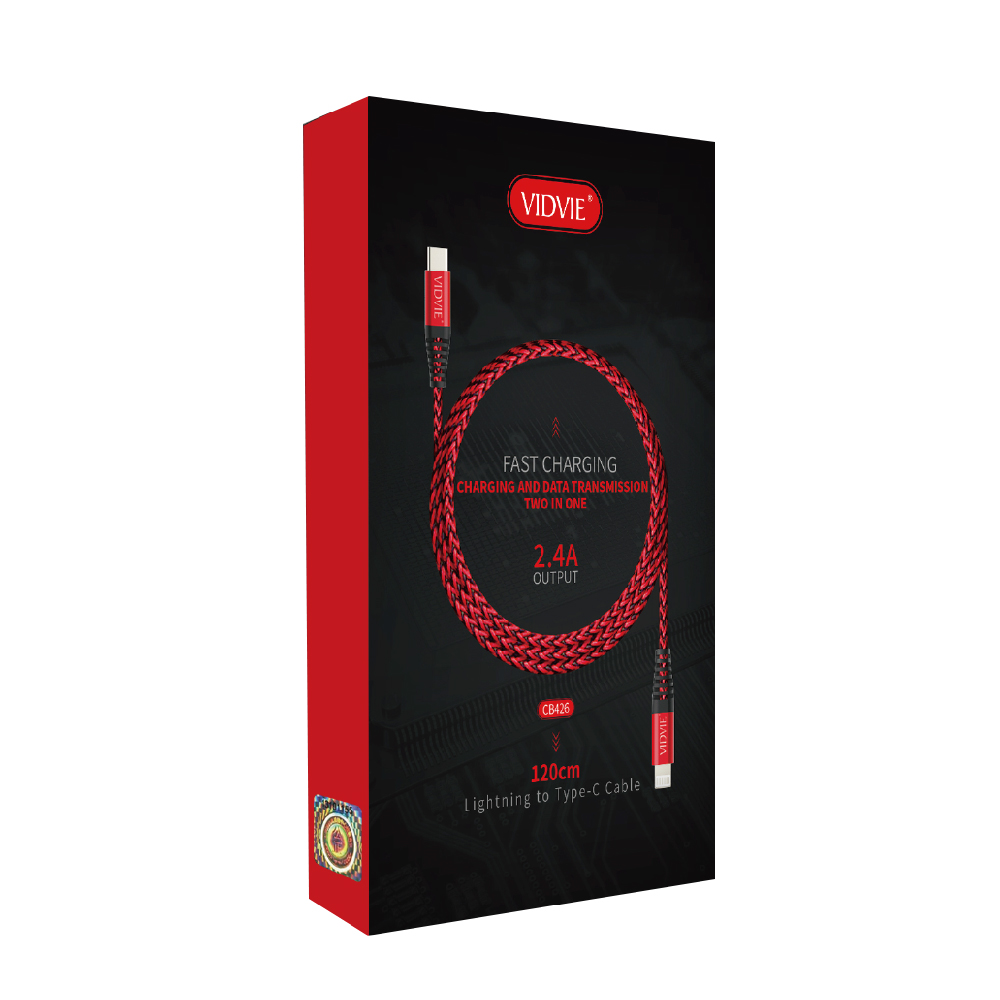 VIDVIE®
VIDVIE®
FAST CHARGING
CHARGING AND DATA TRANSMISSION
TWO IN ONE
2.4A
OUTPUT
CB426
VIDVIE
120cm
Lightning to Type-C Cable